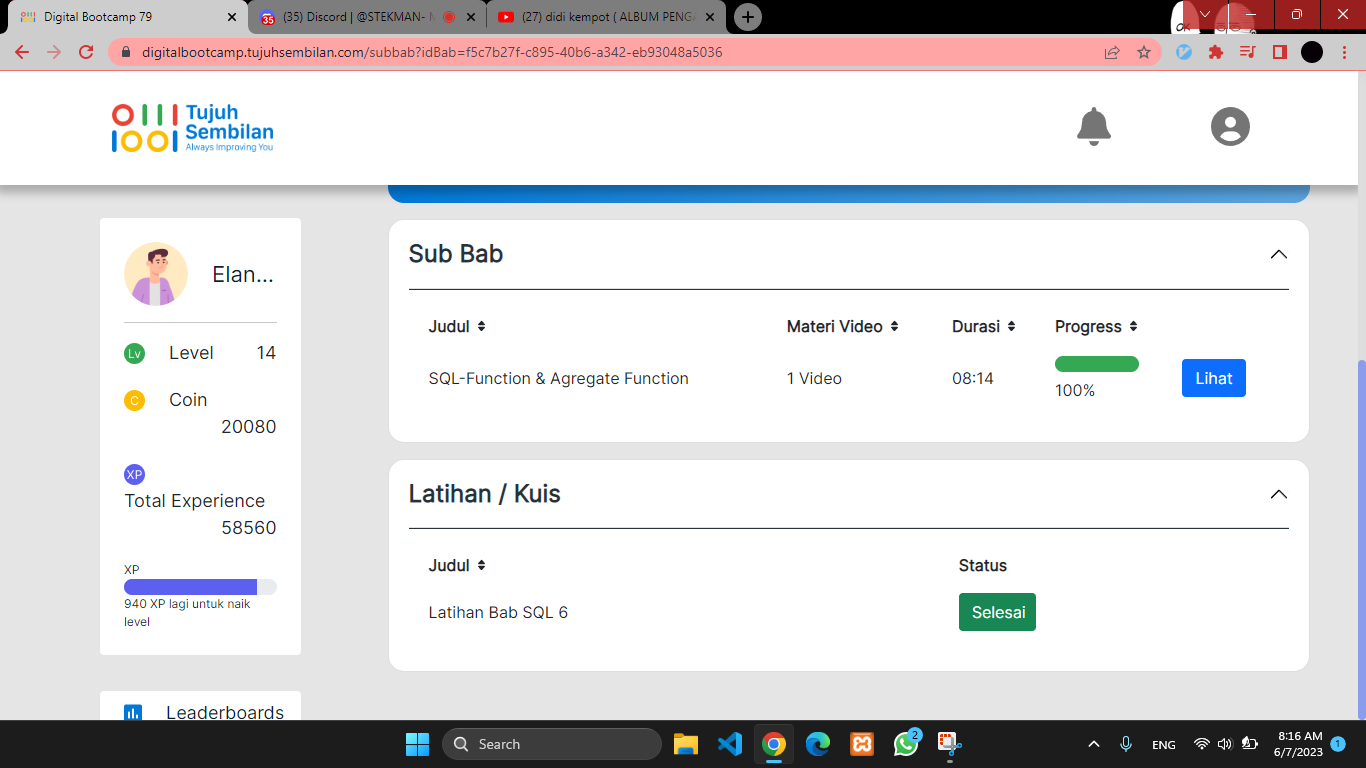 Digital Bootcamp 79
(35) Discord | @STEKMAN-
(27) didi kempot ( ALBUM PENGA
digitalbootcamp.tujuhsembilan.com/subbab?idBab=f5c7b27f-c895-40b6-a342-eb93048a5036
Tujuh
Sembilan
Always Improving You
Elan...
Lv Level 14
C Coin
20080
XP
Total Experience
58560
XP
940 XP lagi untuk naik
level
Leaderboards
Sub Bab
Judul Materi Video Durasi Progress
SQL-Function & Agregate Function 1 Video 08:14 100% Lihat
Latihan / Kuis
Judul Status
Latihan Bab SQL 6 Selesai
Search
2
ENG
8:16 AM
6/7/2023
1